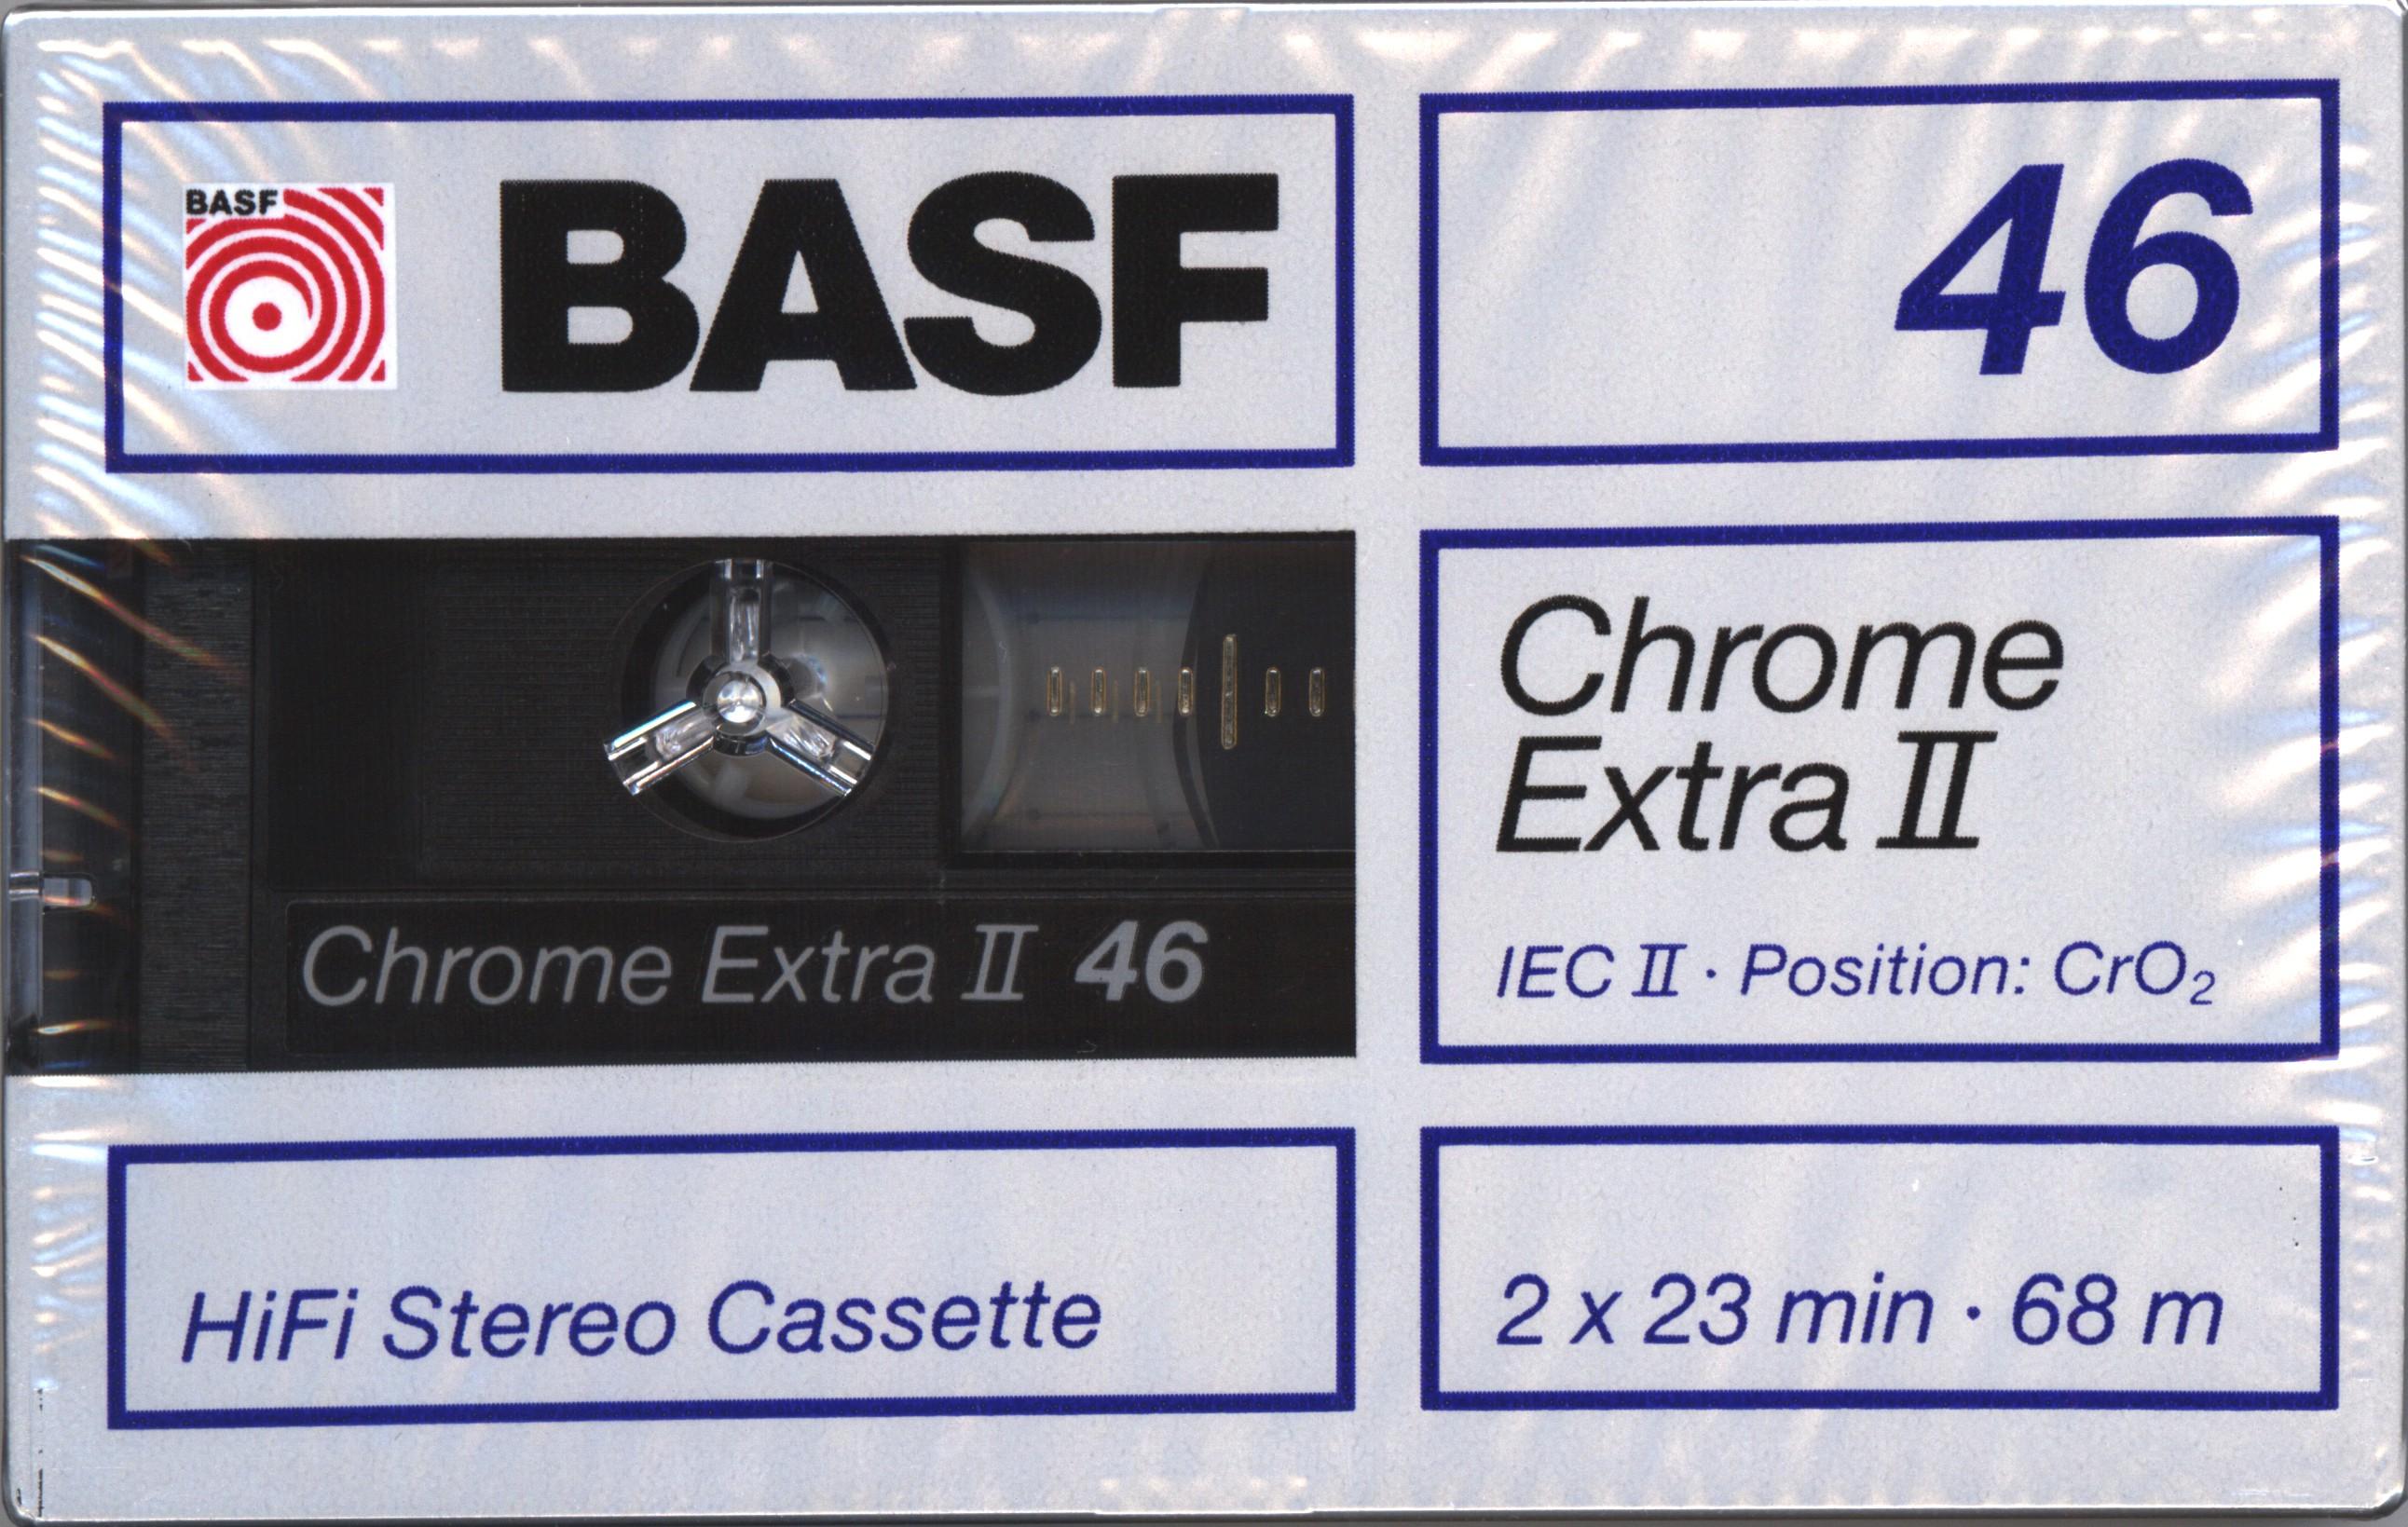 BASF
BASF
46
Chrome
Extra II
IEC II · Position: CrO₂
Chrome Extra II 46
HiFi Stereo Cassette
2 x 23 min · 68 m